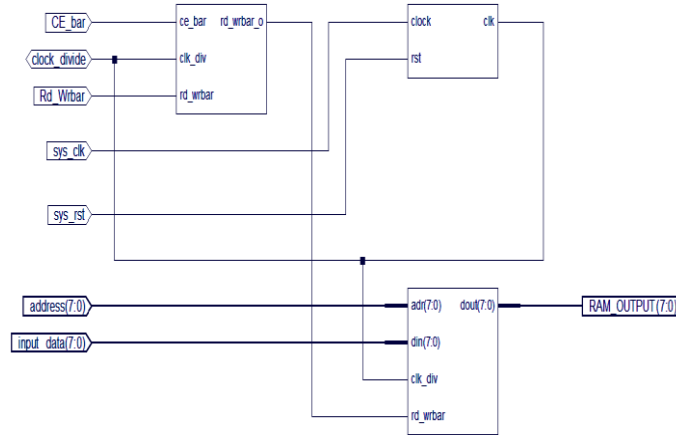 CE_bar
ce_bar rd_wrbar_o
clock clk
clock_divide
clk_div
rst
Rd_Wrbar
rd_wrbar
sys_clk
sys_rst
address(7:0)
adr(7:0) dout(7:0)
RAM_OUTPUT(7:0)
input_data(7:0)
din(7:0)
clk_div
rd_wrbar